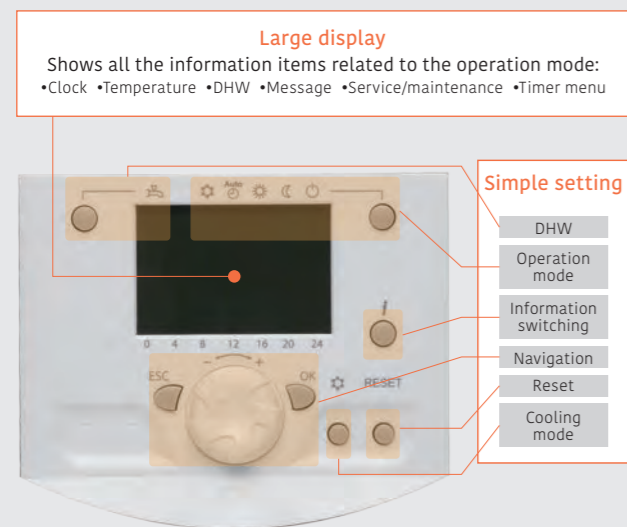 Large display
Shows all the information items related to the operation mode:
•Clock •Temperature •DHW •Message •Service/maintenance •Timer menu
Simple setting
DHW
Operation
mode
Information
switching
Navigation
Reset
Cooling
mode
Auto
i
0 4 8 12 16 20 24
- +
ESC OK
RESET